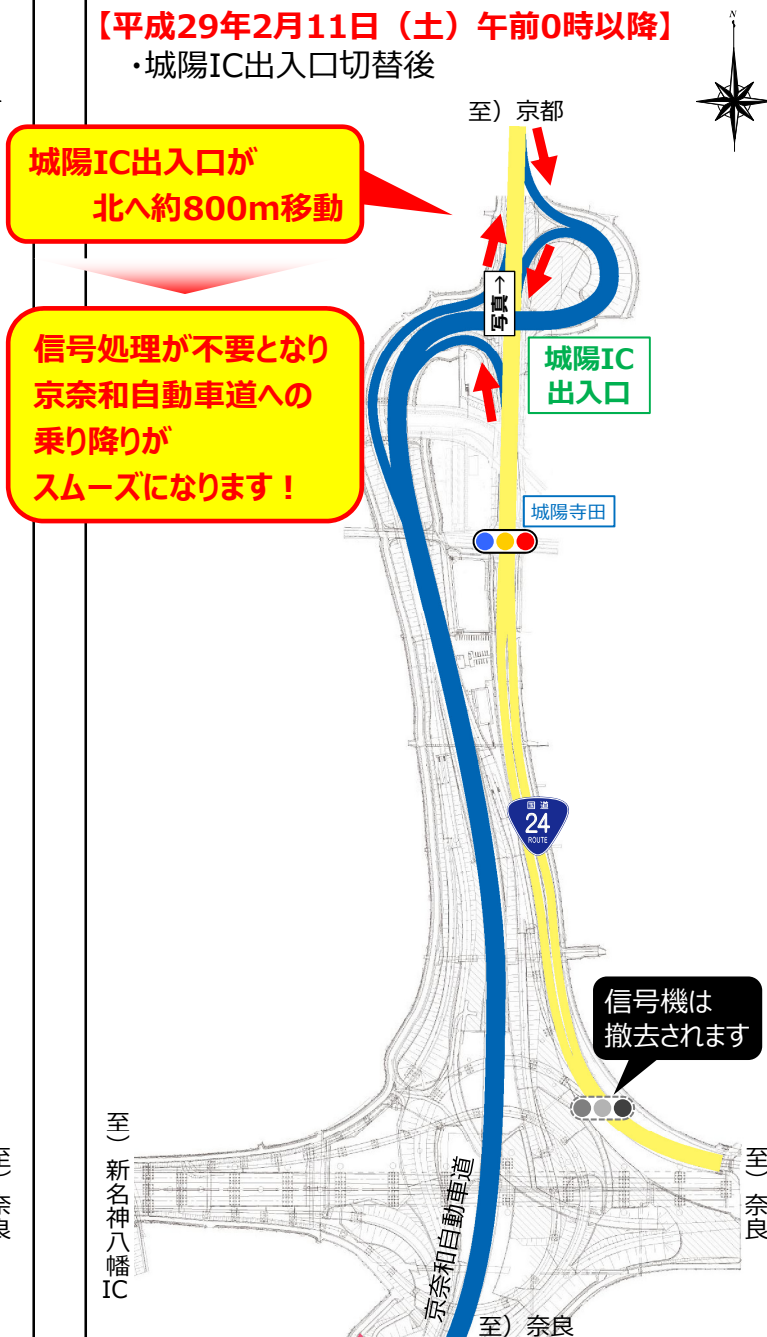 【平成29年2月11日（土）午前0時以降】
・城陽IC出入口切替後
N
至）京都
城陽IC出入口が
北へ約800m移動
写真→
信号処理が不要となり
京奈和自動車道への
乗り降りが
スムーズになります！
城陽IC
出入口
城陽寺田
国道
24
ROUTE
信号機は
撤去されます
至）新名神八幡IC
至）奈良
至）奈良
京奈和自動車道
至）奈良